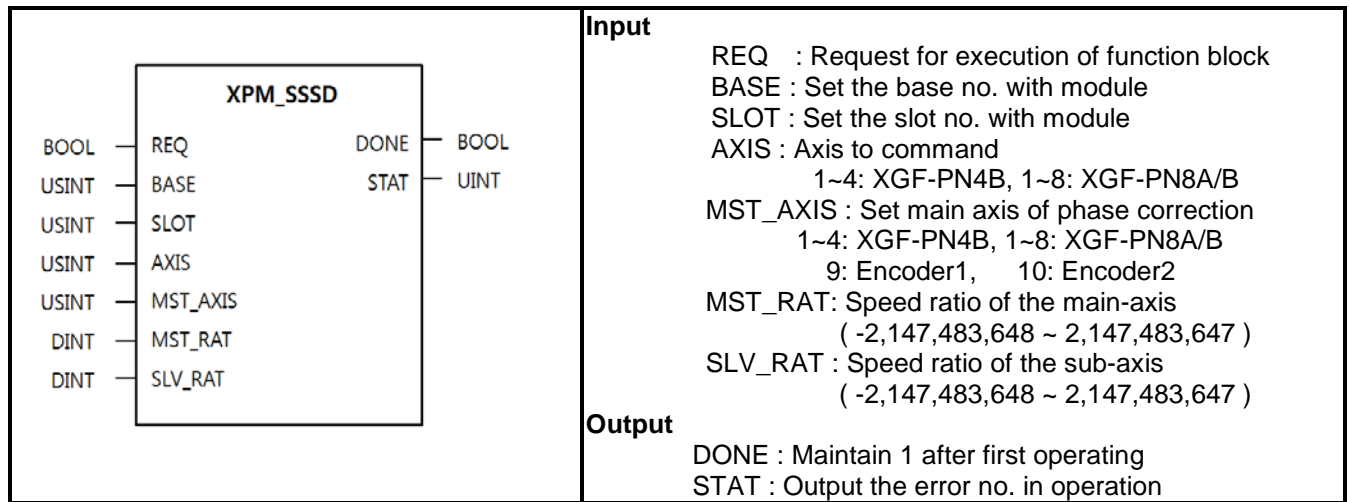 XPM_SSSD
BOOL REQ DONE BOOL
USINT BASE STAT UINT
USINT SLOT
USINT AXIS
USINT MST_AXIS
DINT MST_RAT
DINT SLV_RAT
Input
REQ : Request for execution of function block
BASE : Set the base no. with module
SLOT : Set the slot no. with module
AXIS : Axis to command
1~4: XGF-PN4B, 1~8: XGF-PN8A/B
MST_AXIS : Set main axis of phase correction
1~4: XGF-PN4B, 1~8: XGF-PN8A/B
9: Encoder1, 10: Encoder2
MST_RAT: Speed ratio of the main-axis
( -2,147,483,648 ~ 2,147,483,647 )
SLV_RAT : Speed ratio of the sub-axis
( -2,147,483,648 ~ 2,147,483,647 )
Output
DONE : Maintain 1 after first operating
STAT : Output the error no. in operation